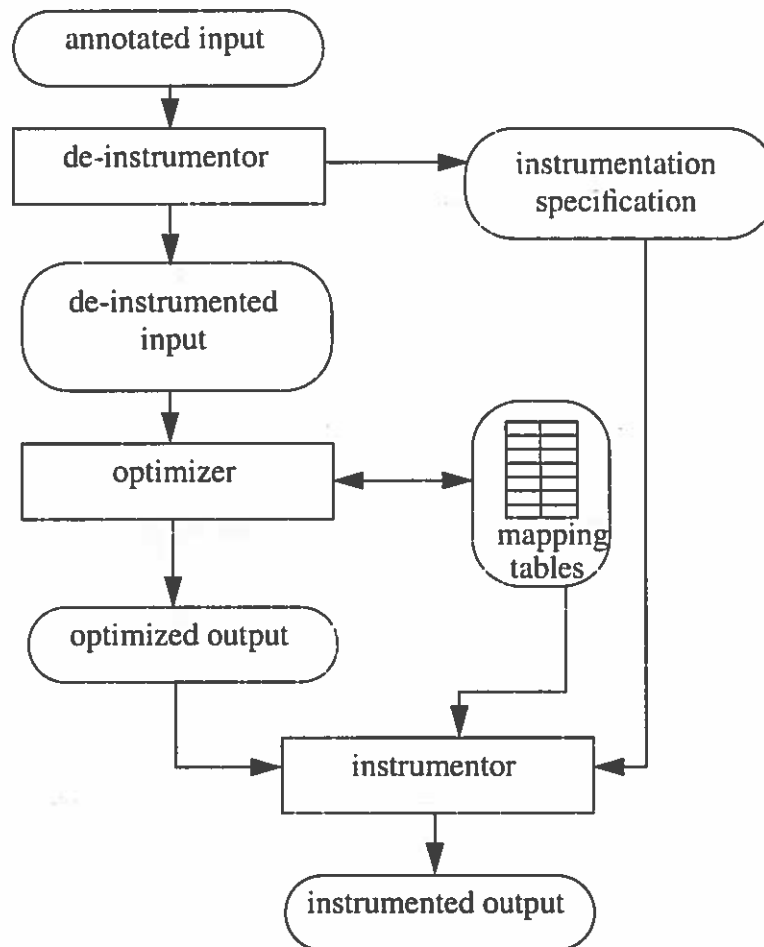 annotated input
de-instrumentor
instrumentation
specification
de-instrumented
input
optimizer
mapping
tables
optimized output
instrumentor
instrumented output